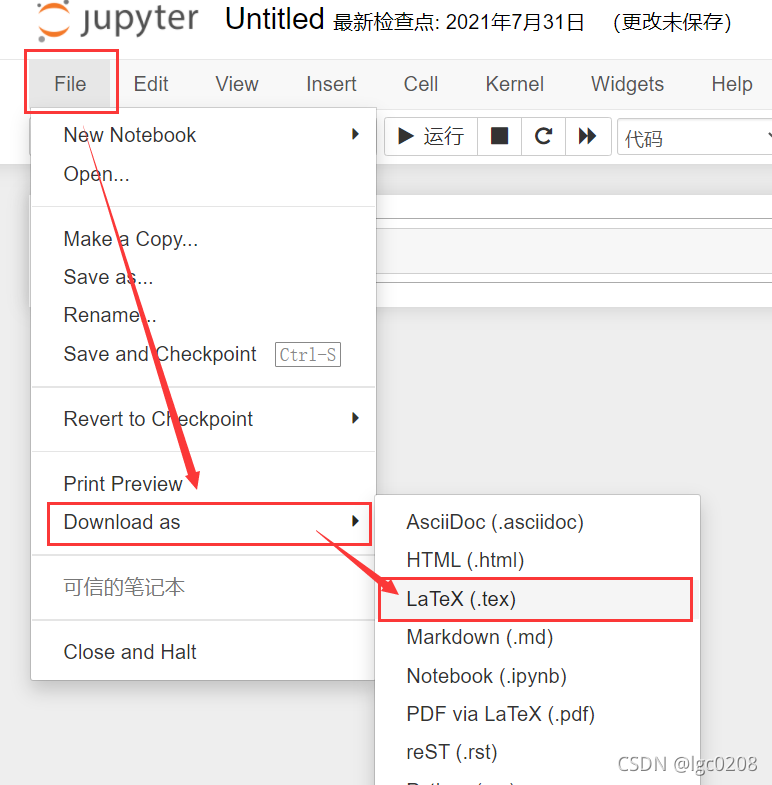 jupyter Untitled 最新检查点: 2021年7月31日 (更改未保存)
File Edit View Insert Cell Kernel Widgets Help
运行 代码
New Notebook
Open...
Make a Copy...
Save as...
Rename...
Save and Checkpoint Ctrl-S
Revert to Checkpoint
Print Preview
Download as
可信的笔记本
Close and Halt
AsciiDoc (.asciidoc)
HTML (.html)
LaTeX (.tex)
Markdown (.md)
Notebook (.ipynb)
PDF via LaTeX (.pdf)
reST (.rst)
CSDN @lgc0208